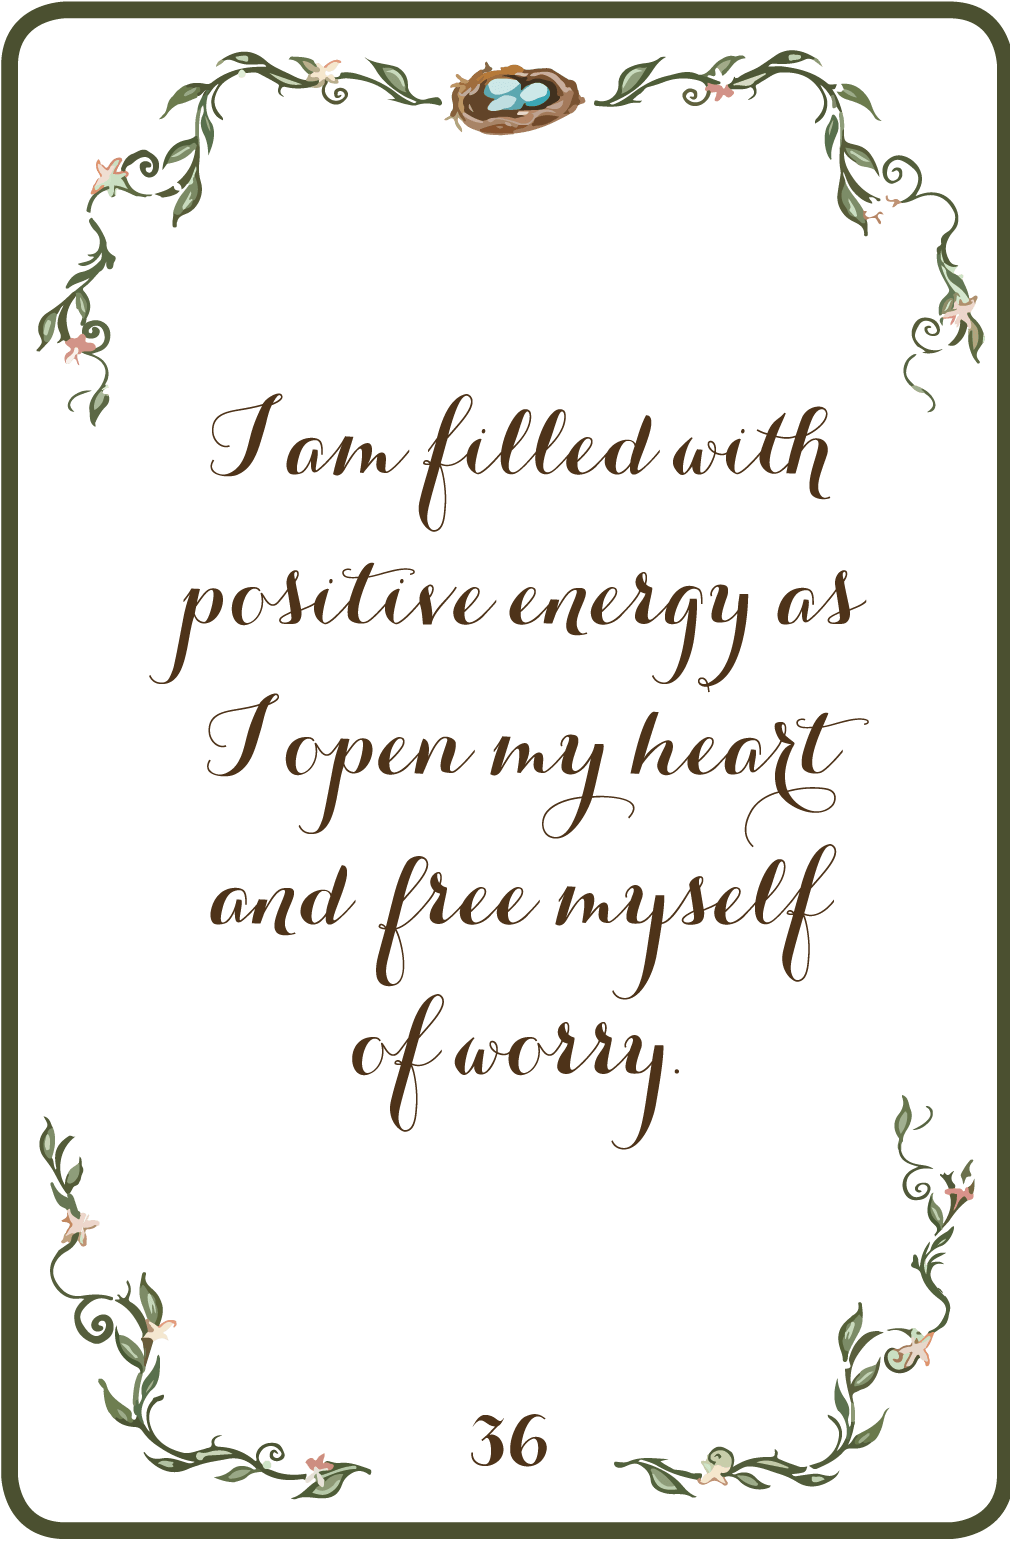 I am filled with
positive energy as
I open my heart
and free myself
of worry.
36